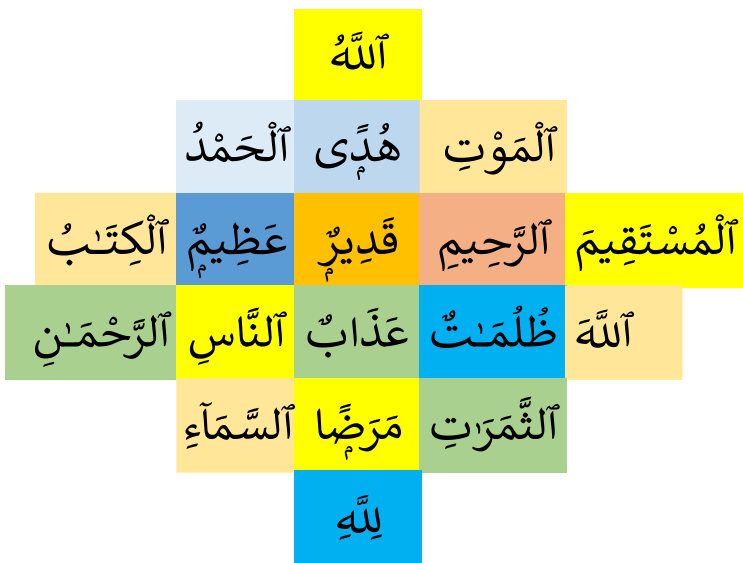 ٱللَّهُ
ٱلْمَوْتِ هُدًۭى ٱلْحَمْدُ
ٱلْمُسْتَقِيمَ ٱلرَّحِيمِ قَدِيرٌۭ عَظِيمٌۭ ٱلْكِتَـٰبُ
ٱللَّهَ ظُلُمَـٰتٌ عَذَابٌ ٱلنَّاسِ ٱلرَّحْمَـٰنِ
ٱلثَّمَرَٰتِ مَرَضًۭا ٱلسَّمَآءِ
لِلَّهِ